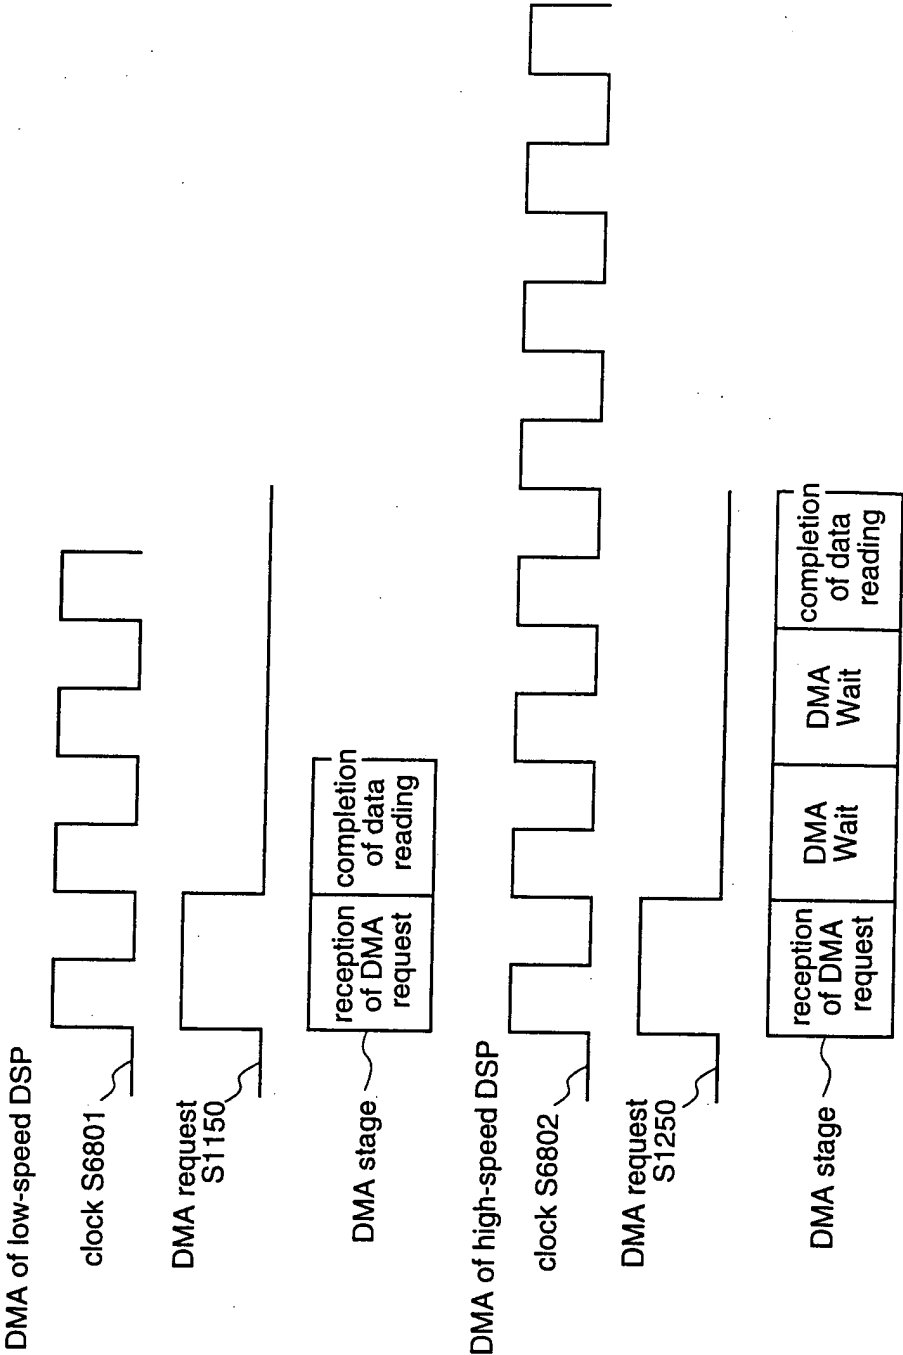 DMA of low-speed DSP
clock S6801
DMA request
S1150
DMA stage
reception
of DMA
request
completion
of data
reading
DMA of high-speed DSP
clock S6802
DMA request
S1250
DMA stage
reception
of DMA
request
DMA
Wait
DMA
Wait
completion
of data
reading